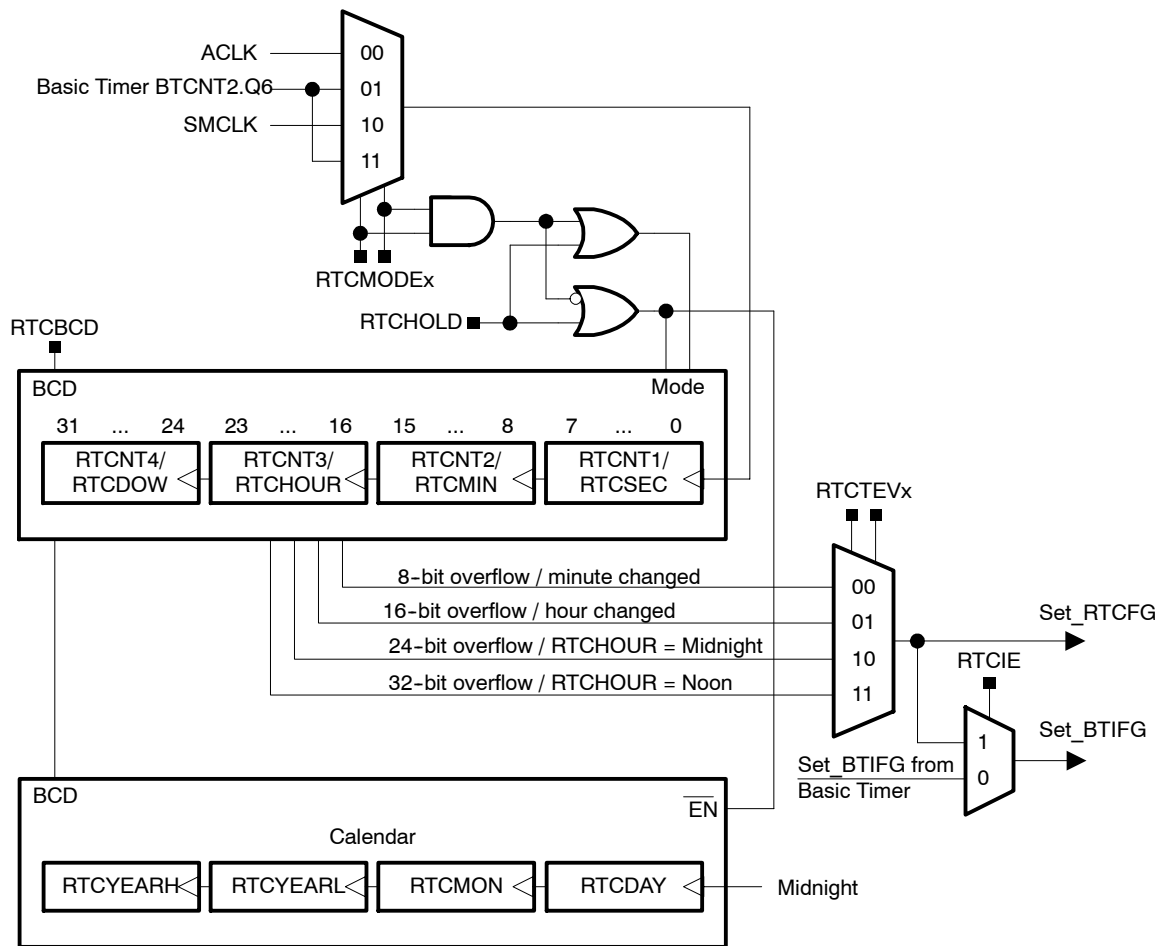 ACLK
00
Basic Timer BTCNT2.Q6
01
SMCLK
10
11
RTCMODEx
RTCHOLD
RTCBCD
BCD
Mode
31 ... 24 23 ... 16 15 ... 8 7 ... 0
RTCNT4/
RTCDOW
RTCNT3/
RTCHOUR
RTCNT2/
RTCMIN
RTCNT1/
RTCSEC
RTCTEVx
8-bit overflow / minute changed
00
16-bit overflow / hour changed
01
24-bit overflow / RTCHOUR = Midnight
10
32-bit overflow / RTCHOUR = Noon
11
Set_RTCFG
RTCIE
Set_BTIFG
1
0
Set_BTIFG from
Basic Timer
BCD
EN
Calendar
RTCYEARH
RTCYEARL
RTCMON
RTCDAY
Midnight